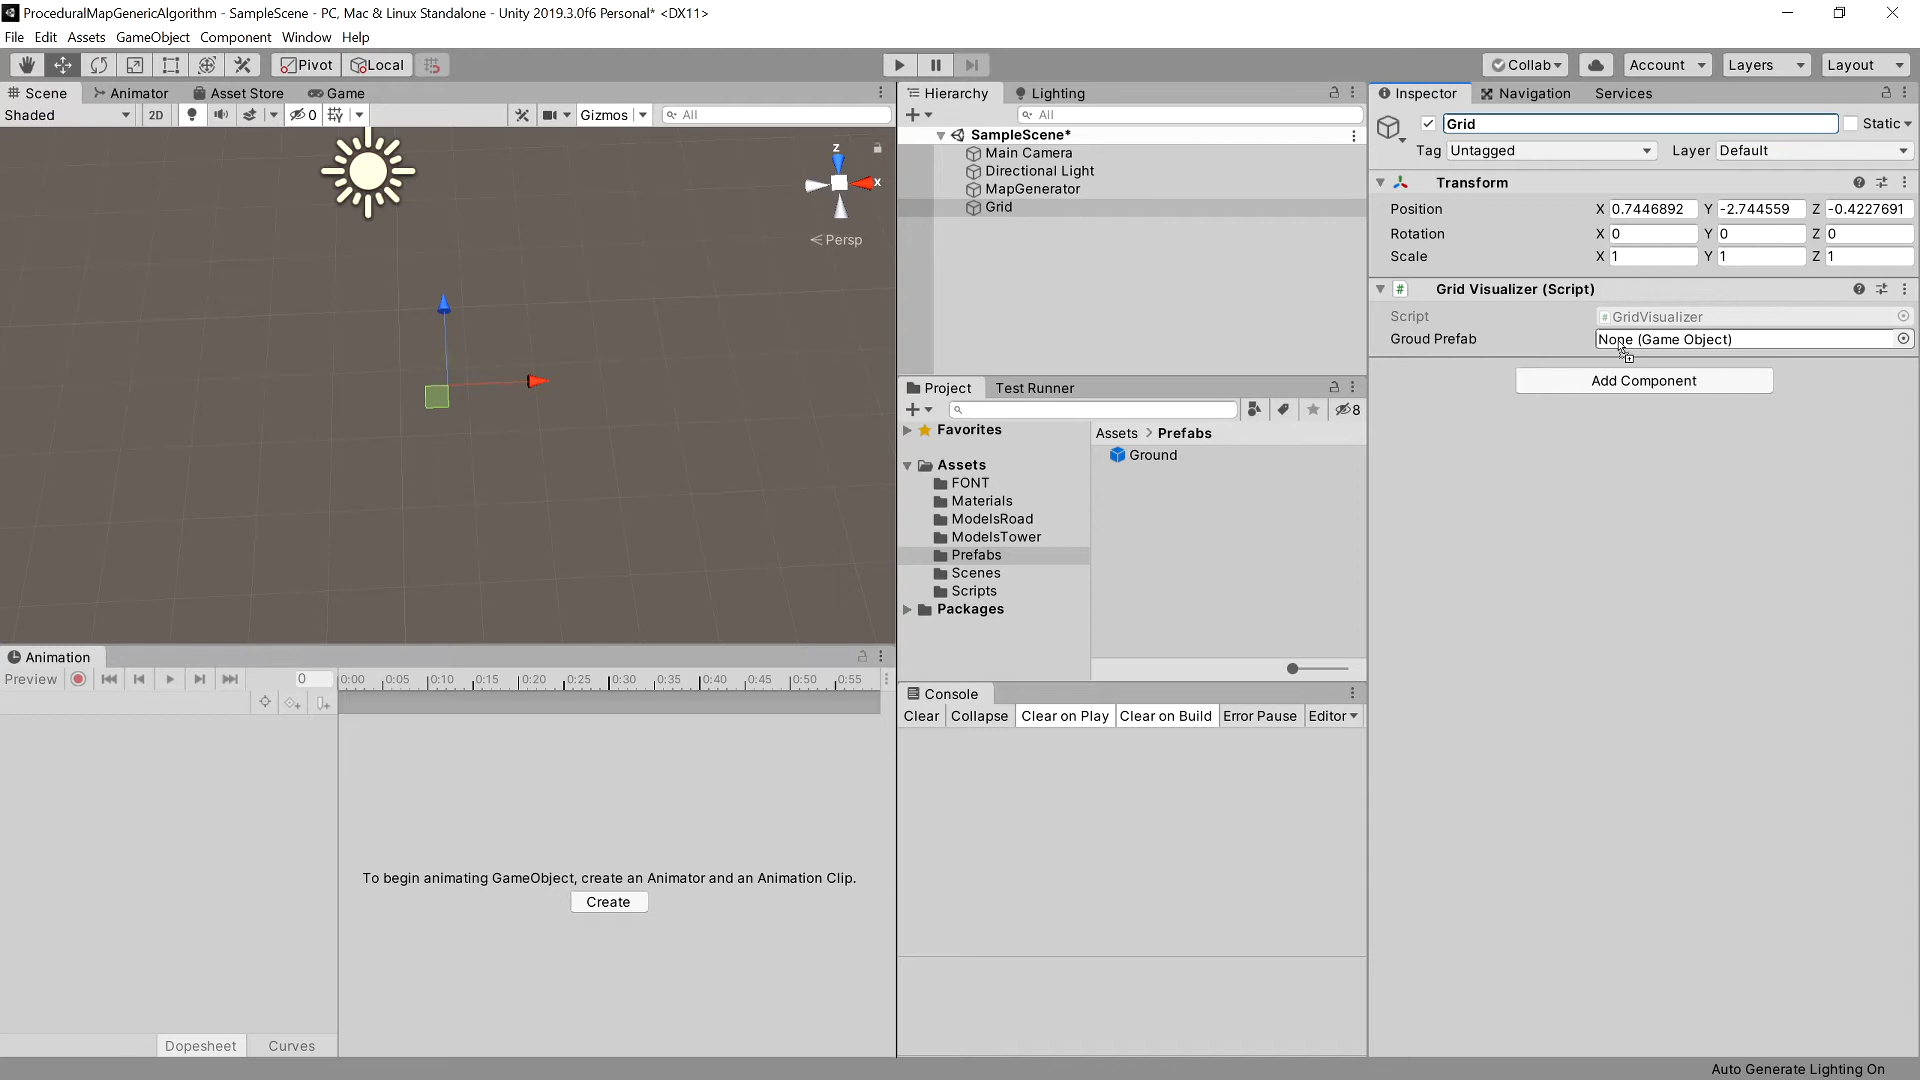 ProceduralMapGenericAlgorithm - SampleScene - PC, Mac & Linux Standalone - Unity 2019.3.0f6 Personal* <DX11>
File Edit Assets GameObject Component Window Help
Pivot Local Collab Account Layers Layout
Scene Animator Asset Store Game
Shaded 2D 0 Gizmos All
z
x
Persp
Hierarchy Lighting
All
SampleScene*
Main Camera
Directional Light
MapGenerator
Grid
Project Test Runner
8
Favorites
Assets
FONT
Materials
ModelsRoad
ModelsTower
Prefabs
Scenes
Scripts
Packages
Assets > Prefabs
Ground
Console
Clear Collapse Clear on Play Clear on Build Error Pause Editor
Animation
Preview 0 0:00 0:05 0:10 0:15 0:20 0:25 0:30 0:35 0:40 0:45 0:50 0:55
To begin animating GameObject, create an Animator and an Animation Clip.
Create
Dopesheet Curves
Inspector Navigation Services
Grid Static
Tag Untagged Layer Default
Transform
Position X 0.7446892 Y -2.744559 Z -0.4227691
Rotation X 0 Y 0 Z 0
Scale X 1 Y 1 Z 1
# Grid Visualizer (Script)
Script # GridVisualizer
Groud Prefab None (Game Object)
Add Component
Auto Generate Lighting On